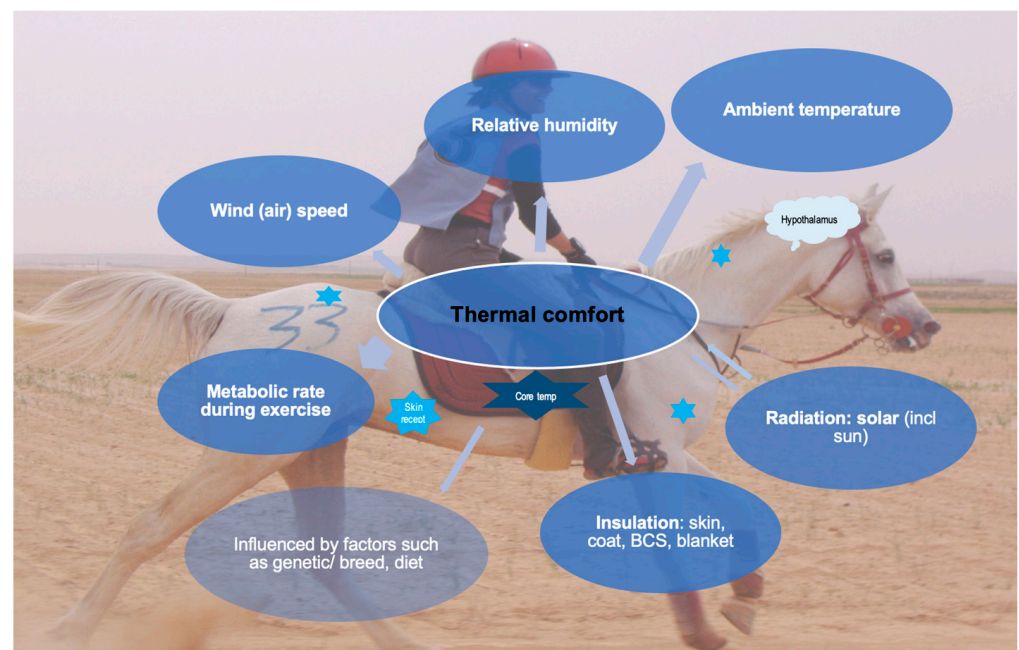 Relative humidity
Ambient temperature
Wind (air) speed
Hypothalamus
Thermal comfort
33
Metabolic rate
during exercise
Skin
recept
Core temp
Radiation: solar (incl
sun)
Influenced by factors such
as genetic/ breed, diet
Insulation: skin,
coat, BCS, blanket